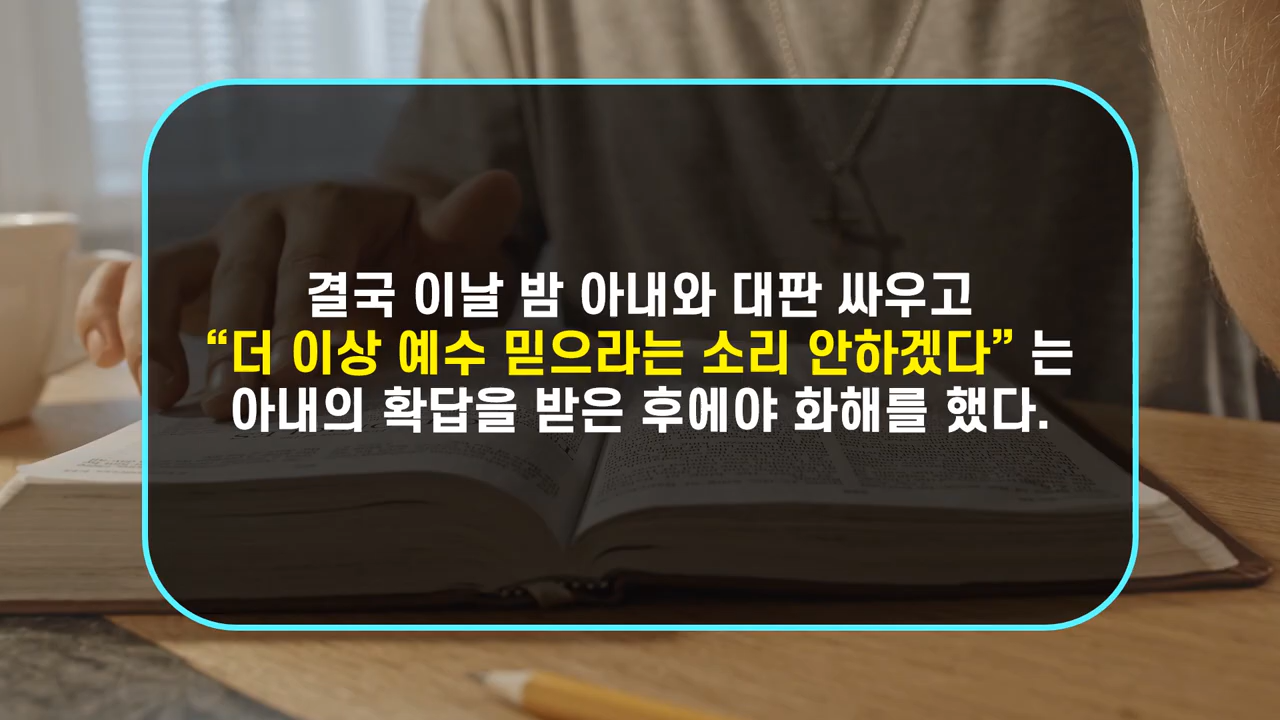 결국 이날 밤 아내와 대판 싸우고
“더 이상 예수 믿으라는 소리 안하겠다” 는
아내의 확답을 받은 후에야 화해를 했다.